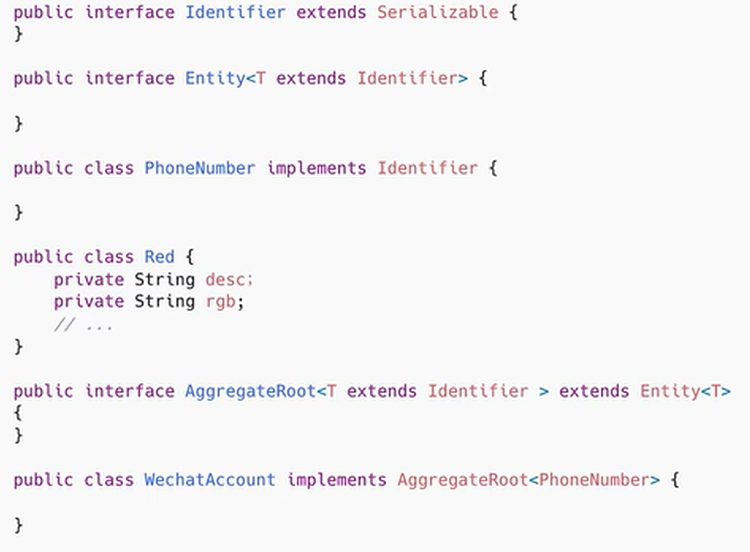 public interface Identifier extends Serializable {
}
public interface Entity<T extends Identifier> {
}
public class PhoneNumber implements Identifier {
}
public class Red {
    private String desc;
    private String rgb;
    // ...
}
public interface AggregateRoot<T extends Identifier > extends Entity<T>
{
}
public class WechatAccount implements AggregateRoot<PhoneNumber> {
}